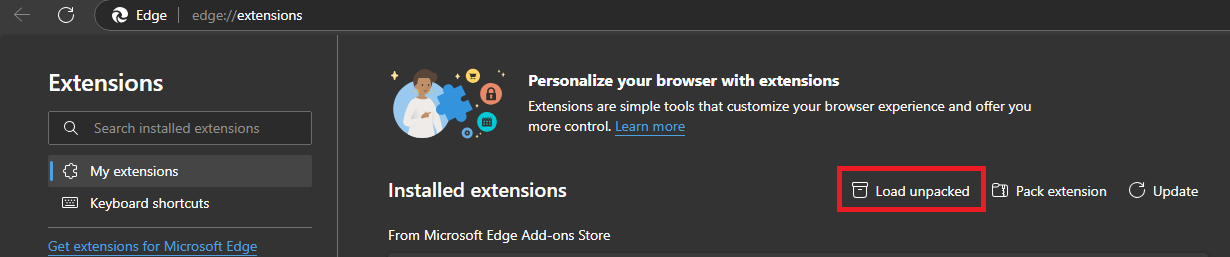 Edge edge://extensions
Extensions
Search installed extensions
My extensions
Keyboard shortcuts
Get extensions for Microsoft Edge
Personalize your browser with extensions
Extensions are simple tools that customize your browser experience and offer you
more control. Learn more
Installed extensions
Load unpacked
Pack extension
Update
From Microsoft Edge Add-ons Store